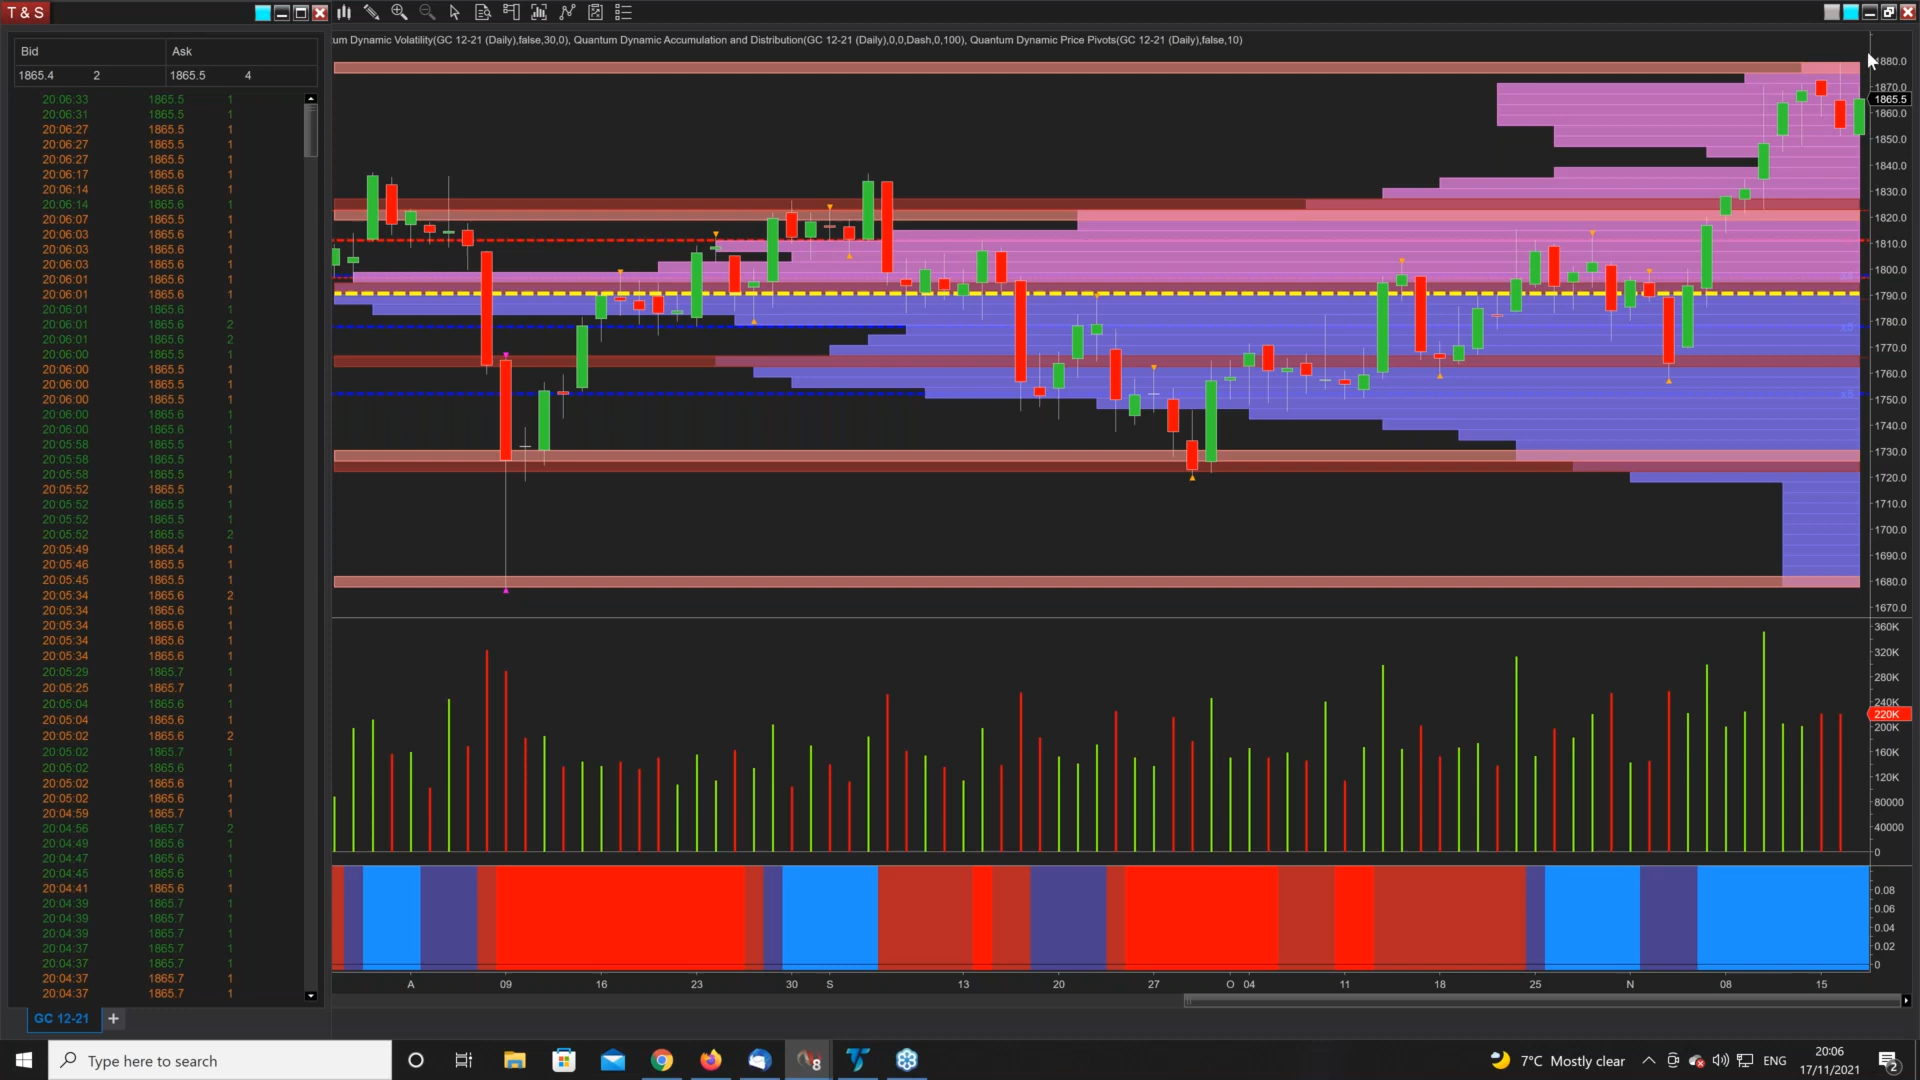 T & S
um Dynamic Volatility(GC 12-21 (Daily),false,30,0), Quantum Dynamic Accumulation and Distribution(GC 12-21 (Daily),0,0,Dash,0,100), Quantum Dynamic Price Pivots(GC 12-21 (Daily),false,10)
Bid Ask
1865.4 2 1865.5 4
20:06:33 1865.5 1
20:06:31 1865.5 1
20:06:27 1865.5 1
20:06:27 1865.5 1
20:06:27 1865.5 1
20:06:17 1865.6 1
20:06:14 1865.6 1
20:06:14 1865.6 1
20:06:07 1865.5 1
20:06:03 1865.6 1
20:06:03 1865.6 1
20:06:03 1865.6 1
20:06:01 1865.6 1
20:06:01 1865.6 1
20:06:01 1865.6 1
20:06:01 1865.6 2
20:06:01 1865.6 2
20:06:00 1865.5 1
20:06:00 1865.5 1
20:06:00 1865.5 1
20:06:00 1865.5 1
20:06:00 1865.6 1
20:06:00 1865.6 1
20:05:58 1865.5 1
20:05:58 1865.5 1
20:05:58 1865.5 1
20:05:52 1865.5 1
20:05:52 1865.5 1
20:05:52 1865.5 1
20:05:52 1865.5 2
20:05:49 1865.4 1
20:05:46 1865.5 1
20:05:45 1865.5 1
20:05:34 1865.6 2
20:05:34 1865.6 1
20:05:34 1865.6 1
20:05:34 1865.6 1
20:05:34 1865.6 1
20:05:29 1865.7 1
20:05:25 1865.7 1
20:05:04 1865.6 1
20:05:04 1865.6 1
20:05:02 1865.6 2
20:05:02 1865.7 1
20:05:02 1865.6 1
20:05:02 1865.6 1
20:05:02 1865.6 1
20:04:59 1865.7 1
20:04:56 1865.7 2
20:04:49 1865.6 1
20:04:47 1865.6 1
20:04:45 1865.6 1
20:04:41 1865.6 1
20:04:39 1865.7 1
20:04:39 1865.7 1
20:04:39 1865.7 1
20:04:37 1865.7 1
20:04:37 1865.7 1
20:04:37 1865.7 1
20:04:37 1865.7 1
GC 12-21 +
1880.0
1870.0
1865.5
1860.0
1850.0
1840.0
1830.0
1820.0
1810.0
1800.0
1790.0
1780.0
1770.0
1760.0
1750.0
1740.0
1730.0
1720.0
1710.0
1700.0
1690.0
1680.0
1670.0
360K
320K
280K
240K
220K
200K
160K
120K
80000
40000
0
0.08
0.06
0.04
0.02
0
A 09 16 23 30 S 13 20 27 O 04 11 18 25 N 08 15
Type here to search
8
7°C Mostly clear
ENG
20:06
17/11/2021
2